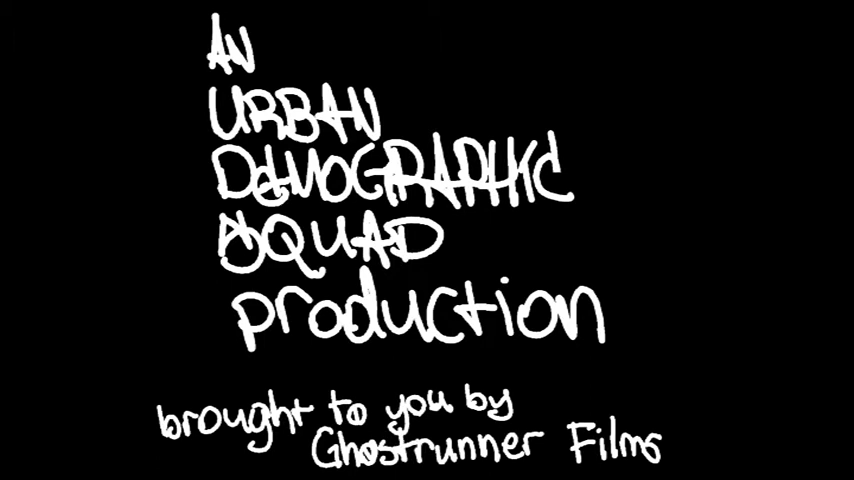 AN
URBAN
DEMOGRAPHIC
SQUAD
production
brought to you by
Ghostrunner Films